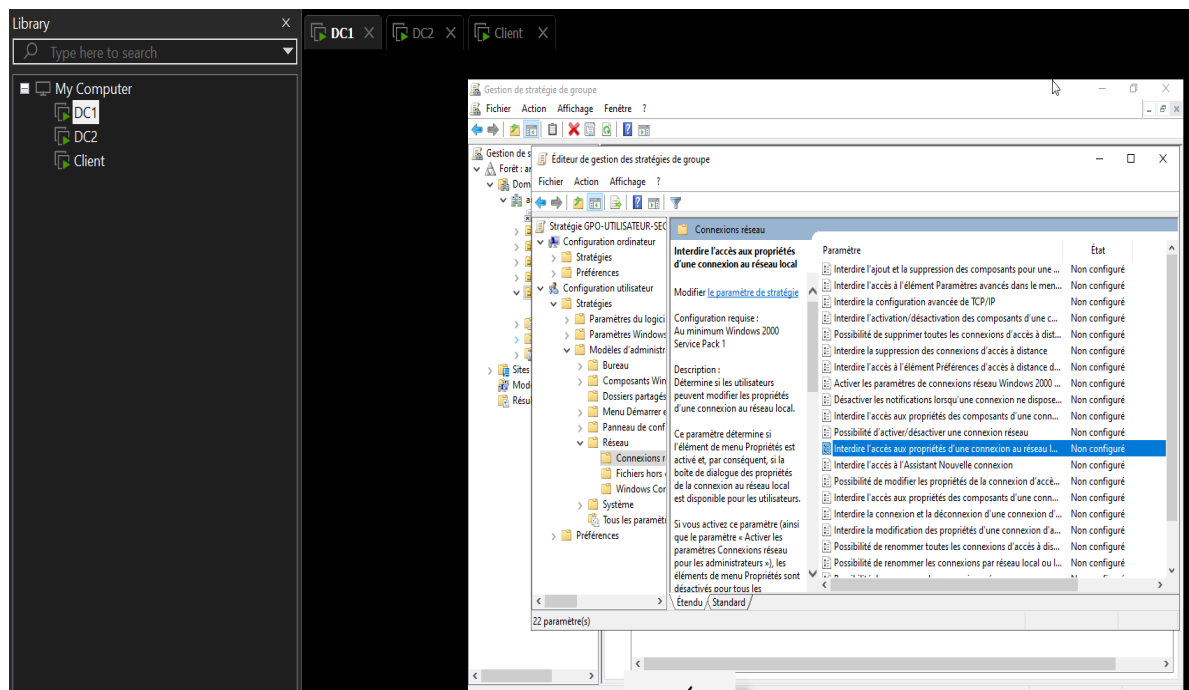 Library
Type here to search
My Computer
DC1
DC2
Client
DC1
DC2
Client
Gestion de stratégie de groupe
Fichier Action Affichage Fenêtre ?
Gestion de s
Forêt : ar
Dom
a
Sites
Mod
Résu
Éditeur de gestion des stratégies de groupe
Fichier Action Affichage ?
Stratégie GPO-UTILISATEUR-SEC
Configuration ordinateur
Stratégies
Préférences
Configuration utilisateur
Stratégies
Paramètres du logici
Paramètres Windows
Modèles d'administr
Bureau
Composants Win
Dossiers partagés
Menu Démarrer e
Panneau de conf
Réseau
Connexions r
Fichiers hors
Windows Cor
Système
Tous les paramètr
Préférences
Connexions réseau
Interdire l'accès aux propriétés
d'une connexion au réseau local
Modifier le paramètre de stratégie
Configuration requise :
Au minimum Windows 2000
Service Pack 1
Description :
Détermine si les utilisateurs
peuvent modifier les propriétés
d'une connexion au réseau local.
Ce paramètre détermine si
l'élément de menu Propriétés est
activé et, par conséquent, si la
boîte de dialogue des propriétés
de la connexion au réseau local
est disponible pour les utilisateurs.
Si vous activez ce paramètre (ainsi
que le paramètre « Activer les
paramètres Connexions réseau
pour les administrateurs »), les
éléments de menu Propriétés sont
désactivés pour tous les
Paramètre État
Interdire l'ajout et la suppression des composants pour une ... Non configuré
Interdire l'accès à l'élément Paramètres avancés dans le men... Non configuré
Interdire la configuration avancée de TCP/IP Non configuré
Interdire l'activation/désactivation des composants d'une c... Non configuré
Possibilité de supprimer toutes les connexions d'accès à dist... Non configuré
Interdire la suppression des connexions d'accès à distance Non configuré
Interdire l'accès à l'élément Préférences d'accès à distance d... Non configuré
Activer les paramètres de connexions réseau Windows 2000 ... Non configuré
Désactiver les notifications lorsqu'une connexion ne dispose... Non configuré
Interdire l'accès aux propriétés des composants d'une conn... Non configuré
Possibilité d'activer/désactiver une connexion réseau Non configuré
Interdire l'accès aux propriétés d'une connexion au réseau l... Non configuré
Interdire l'accès à l'Assistant Nouvelle connexion Non configuré
Possibilité de modifier les propriétés de la connexion d'accè... Non configuré
Interdire l'accès aux propriétés des composants d'une conn... Non configuré
Interdire la connexion et la déconnexion d'une connexion d'... Non configuré
Interdire la modification des propriétés d'une connexion d'a... Non configuré
Possibilité de renommer toutes les connexions d'accès à dis... Non configuré
Possibilité de renommer les connexions par réseau local ou l... Non configuré
Étendu Standard
22 paramètre(s)